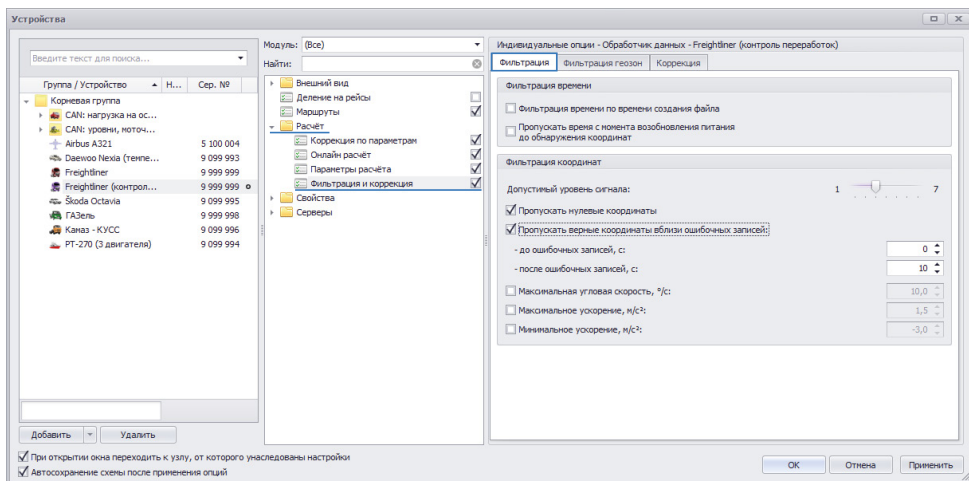 Устройства
Введите текст для поиска...
Группа / Устройство Н... Сер. №
Корневая группа
CAN: нагрузка на ос...
CAN: уровни, моточ...
Airbus A321 5 100 004
Daewoo Nexia (темпе... 9 099 993
Freightliner 9 999 999
Freightliner (контрол... 9 999 999
Škoda Octavia 9 099 995
ГАЗель 9 999 998
Камаз - КУСС 9 099 996
РТ-270 (3 двигателя) 9 099 994
Добавить Удалить
При открытии окна переходить к узлу, от которого унаследованы настройки
Автосохранение схемы после применения опций
Модуль: (Все)
Найти:
Внешний вид
Деление на рейсы
Маршруты
Расчёт
Коррекция по параметрам
Онлайн расчёт
Параметры расчёта
Фильтрация и коррекция
Свойства
Серверы
Индивидуальные опции - Обработчик данных - Freightliner (контроль переработок)
Фильтрация Фильтрация геозон Коррекция
Фильтрация времени
Фильтрация времени по времени создания файла
Пропускать время с момента возобновления питания
до обнаружения координат
Фильтрация координат
Допустимый уровень сигнала: 1 7
Пропускать нулевые координаты
Пропускать верные координаты вблизи ошибочных записей:
- до ошибочных записей, с: 0
- после ошибочных записей, с: 10
Максимальная угловая скорость, °/с: 10,0
Максимальное ускорение, м/с²: 1,5
Минимальное ускорение, м/с²: -3,0
ОК Отмена Применить